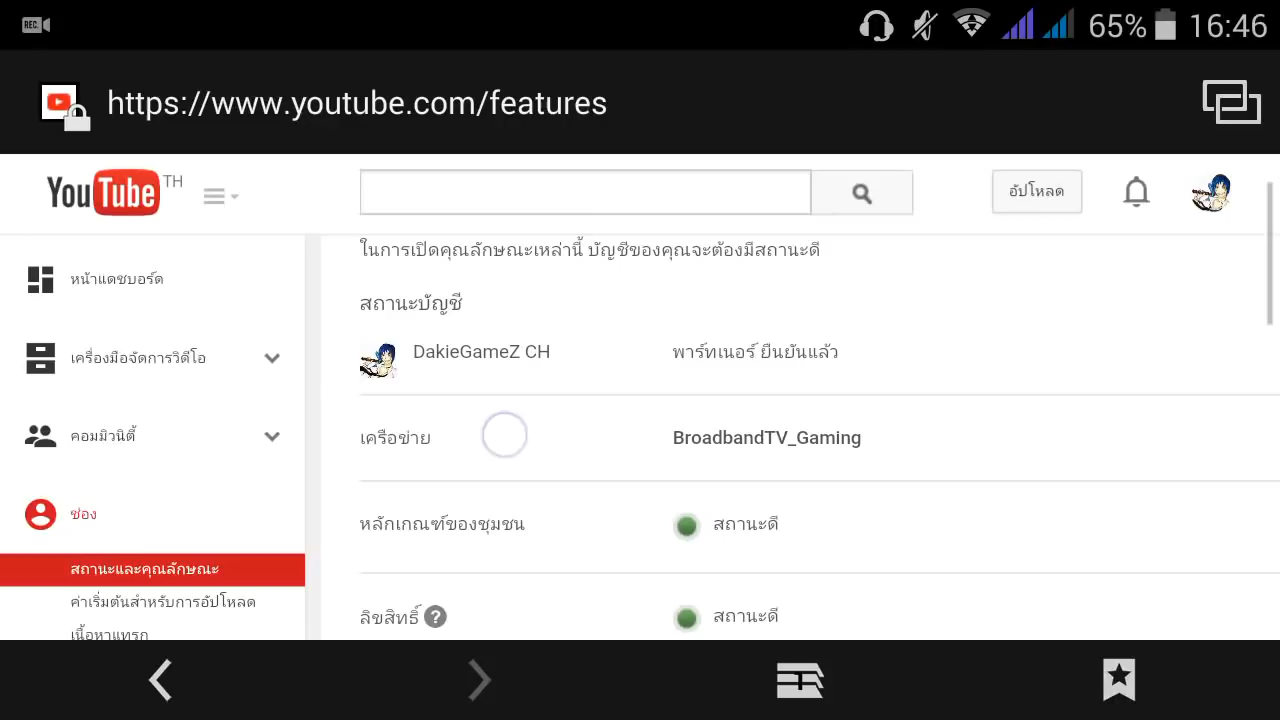 REC.
65% 16:46
https://www.youtube.com/features
YouTube TH
อัปโหลด
ในการเปิดคุณลักษณะเหล่านี้ บัญชีของคุณจะต้องมีสถานะดี
หน้าแดชบอร์ด
สถานะบัญชี
เครื่องมือจัดการวิดีโอ
DakieGameZ CH
พาร์ทเนอร์ ยืนยันแล้ว
คอมมิวนิตี้
เครือข่าย
BroadbandTV_Gaming
ช่อง
หลักเกณฑ์ของชุมชน
สถานะดี
สถานะและคุณลักษณะ
ค่าเริ่มต้นสำหรับการอัปโหลด
ลิขสิทธิ์ ?
สถานะดี
เนื้อหาแทรก